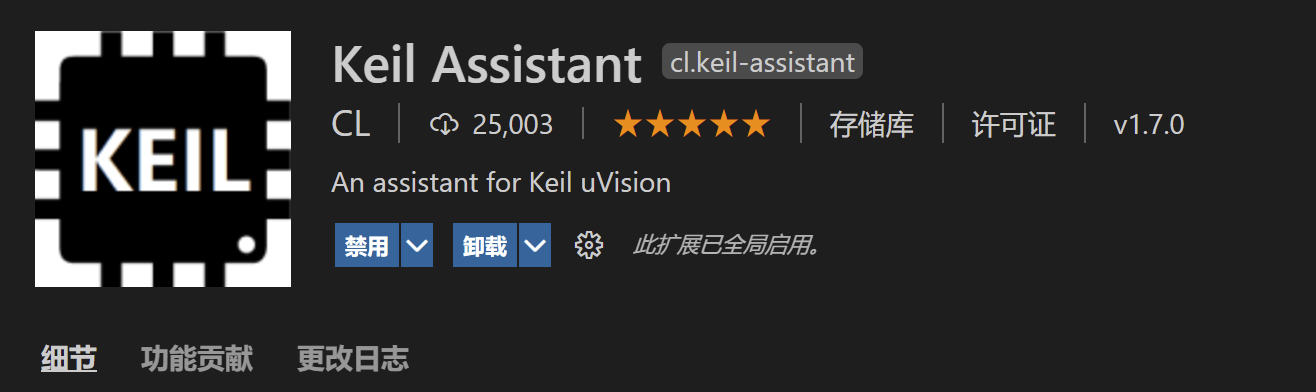 KEIL
Keil Assistant cl.keil-assistant
CL 25,003 存储库 许可证 v1.7.0
An assistant for Keil uVision
禁用 卸载 此扩展已全局启用。
细节 功能贡献 更改日志